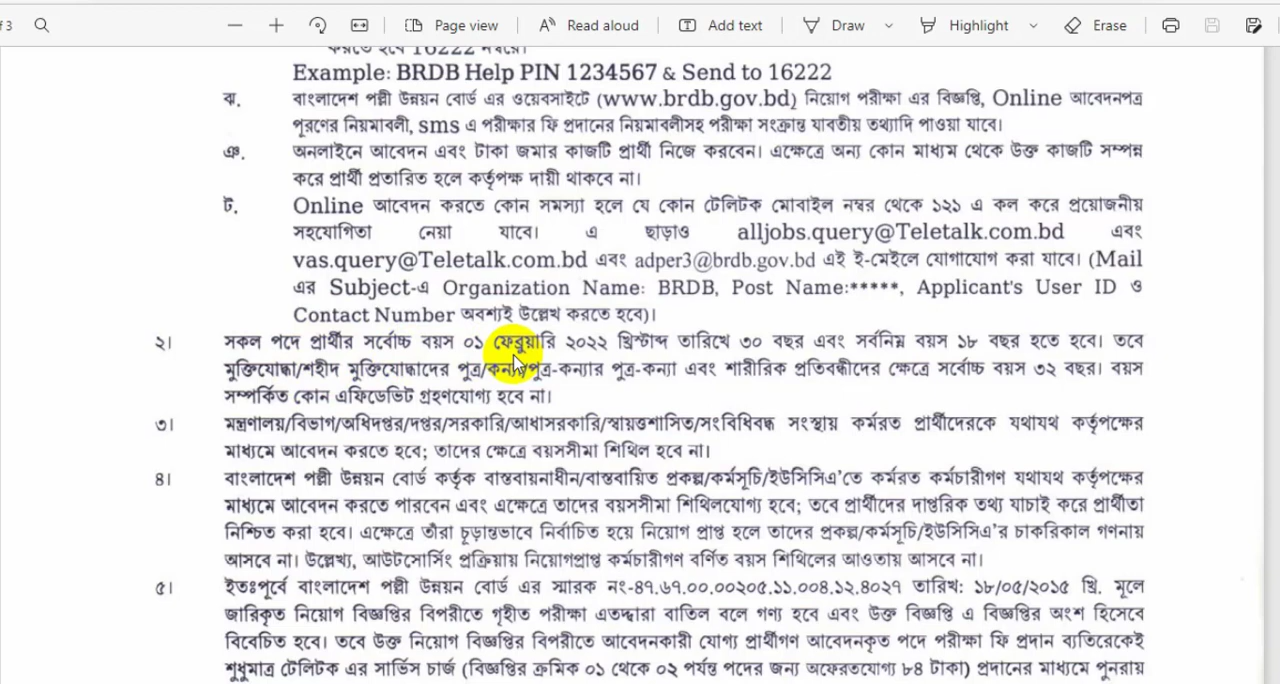 f 3
Page view
Read aloud
Add text
Draw
Highlight
Erase
করতে হবে 16222 নম্বরে।
Example: BRDB Help PIN 1234567 & Send to 16222
ঝ. বাংলাদেশ পল্লী উন্নয়ন বোর্ড এর ওয়েবসাইটে (www.brdb.gov.bd) নিয়োগ পরীক্ষা এর বিজ্ঞপ্তি, Online আবেদনপত্র
পূরণের নিয়মাবলী, sms এ পরীক্ষার ফি প্রদানের নিয়মাবলীসহ পরীক্ষা সংক্রান্ত যাবতীয় তথ্যাদি পাওয়া যাবে।
ঞ. অনলাইনে আবেদন এবং টাকা জমার কাজটি প্রার্থী নিজে করবেন। এক্ষেত্রে অন্য কোন মাধ্যম থেকে উক্ত কাজটি সম্পন্ন
করে প্রার্থী প্রতারিত হলে কর্তৃপক্ষ দায়ী থাকবে না।
ট. Online আবেদন করতে কোন সমস্যা হলে যে কোন টেলিটক মোবাইল নম্বর থেকে ১২১ এ কল করে প্রয়োজনীয়
সহযোগিতা নেয়া যাবে। এ ছাড়াও alljobs.query@Teletalk.com.bd এবং
vas.query@Teletalk.com.bd এবং adper3@brdb.gov.bd এই ই-মেইলে যোগাযোগ করা যাবে। (Mail
এর Subject-এ Organization Name: BRDB, Post Name:*****, Applicant's User ID ও
Contact Number অবশ্যই উল্লেখ করতে হবে)।
২। সকল পদে প্রার্থীর সর্বোচ্চ বয়স ০১ ফেব্রুয়ারি ২০২২ খ্রিস্টাব্দ তারিখে ৩০ বছর এবং সর্বনিম্ন বয়স ১৮ বছর হতে হবে। তবে
মুক্তিযোদ্ধা/শহীদ মুক্তিযোদ্ধাদের পুত্র/কন্যা/পুত্র-কন্যার পুত্র-কন্যা এবং শারীরিক প্রতিবন্ধীদের ক্ষেত্রে সর্বোচ্চ বয়স ৩২ বছর। বয়স
সম্পর্কিত কোন এফিডেভিট গ্রহণযোগ্য হবে না।
৩। মন্ত্রণালয়/বিভাগ/অধিদপ্তর/দপ্তর/সরকারি/আধাসরকারি/স্বায়ত্তশাসিত/সংবিধিবদ্ধ সংস্থায় কর্মরত প্রার্থীদেরকে যথাযথ কর্তৃপক্ষের
মাধ্যমে আবেদন করতে হবে; তাদের ক্ষেত্রে বয়সসীমা শিথিল হবে না।
৪। বাংলাদেশ পল্লী উন্নয়ন বোর্ড কর্তৃক বাস্তবায়নাধীন/বাস্তবায়িত প্রকল্প/কর্মসূচি/ইউসিসিএ'তে কর্মরত কর্মচারীগণ যথাযথ কর্তৃপক্ষের
মাধ্যমে আবেদন করতে পারবেন এবং এক্ষেত্রে তাদের বয়সসীমা শিথিলযোগ্য হবে; তবে প্রার্থীদের দাপ্তরিক তথ্য যাচাই করে প্রার্থীতা
নিশ্চিত করা হবে। এক্ষেত্রে তাঁরা চূড়ান্তভাবে নির্বাচিত হয়ে নিয়োগ প্রাপ্ত হলে তাদের প্রকল্প/কর্মসূচি/ইউসিসিএ'র চাকরিকাল গণনায়
আসবে না। উল্লেখ্য, আউটসোর্সিং প্রক্রিয়ায় নিয়োগপ্রাপ্ত কর্মচারীগণ বর্ণিত বয়স শিথিলের আওতায় আসবে না।
৫। ইতঃপূর্বে বাংলাদেশ পল্লী উন্নয়ন বোর্ড এর স্মারক নং-৪৭.৬৭.০০.০০২০৫.১১.০০৪.১২.৪০২৭ তারিখ: ১৮/০৫/২০১৫ খ্রি. মূলে
জারিকৃত নিয়োগ বিজ্ঞপ্তির বিপরীতে গৃহীত পরীক্ষা এতদ্দ্বারা বাতিল বলে গণ্য হবে এবং উক্ত বিজ্ঞপ্তি এ বিজ্ঞপ্তির অংশ হিসেবে
বিবেচিত হবে। তবে উক্ত নিয়োগ বিজ্ঞপ্তির বিপরীতে আবেদনকারী যোগ্য প্রার্থীগণ আবেদনকৃত পদে পরীক্ষা ফি প্রদান ব্যতিরেকেই
শুধুমাত্র টেলিটক এর সার্ভিস চার্জ (বিজ্ঞপ্তির ক্রমিক ০১ থেকে ০২ পর্যন্ত পদের জন্য অফেরতযোগ্য ৮৪ টাকা) প্রদানের মাধ্যমে পুনরায়